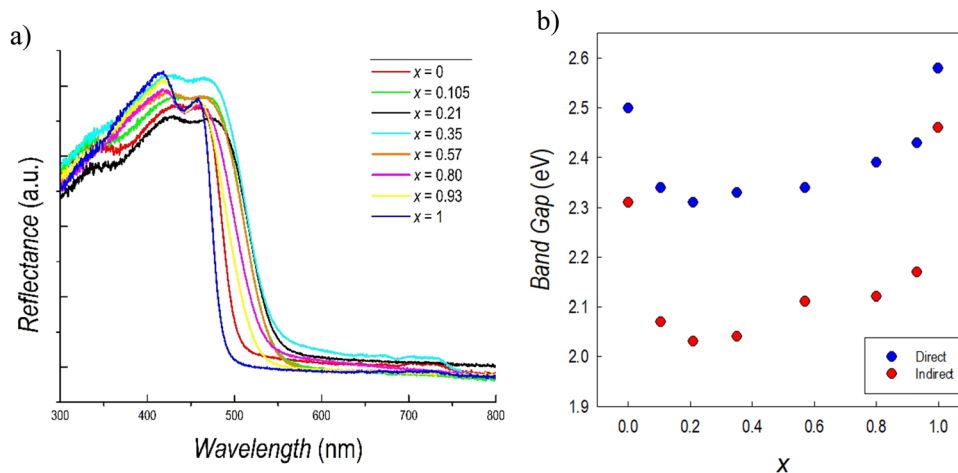 a)
Reflectance (a.u.)
x = 0
x = 0.105
x = 0.21
x = 0.35
x = 0.57
x = 0.80
x = 0.93
x = 1
300 400 500 600 700 800
Wavelength (nm)
b)
Band Gap (eV)
2.6
2.5
2.4
2.3
2.2
2.1
2.0
1.9
Direct
Indirect
0.0 0.2 0.4 0.6 0.8 1.0
x